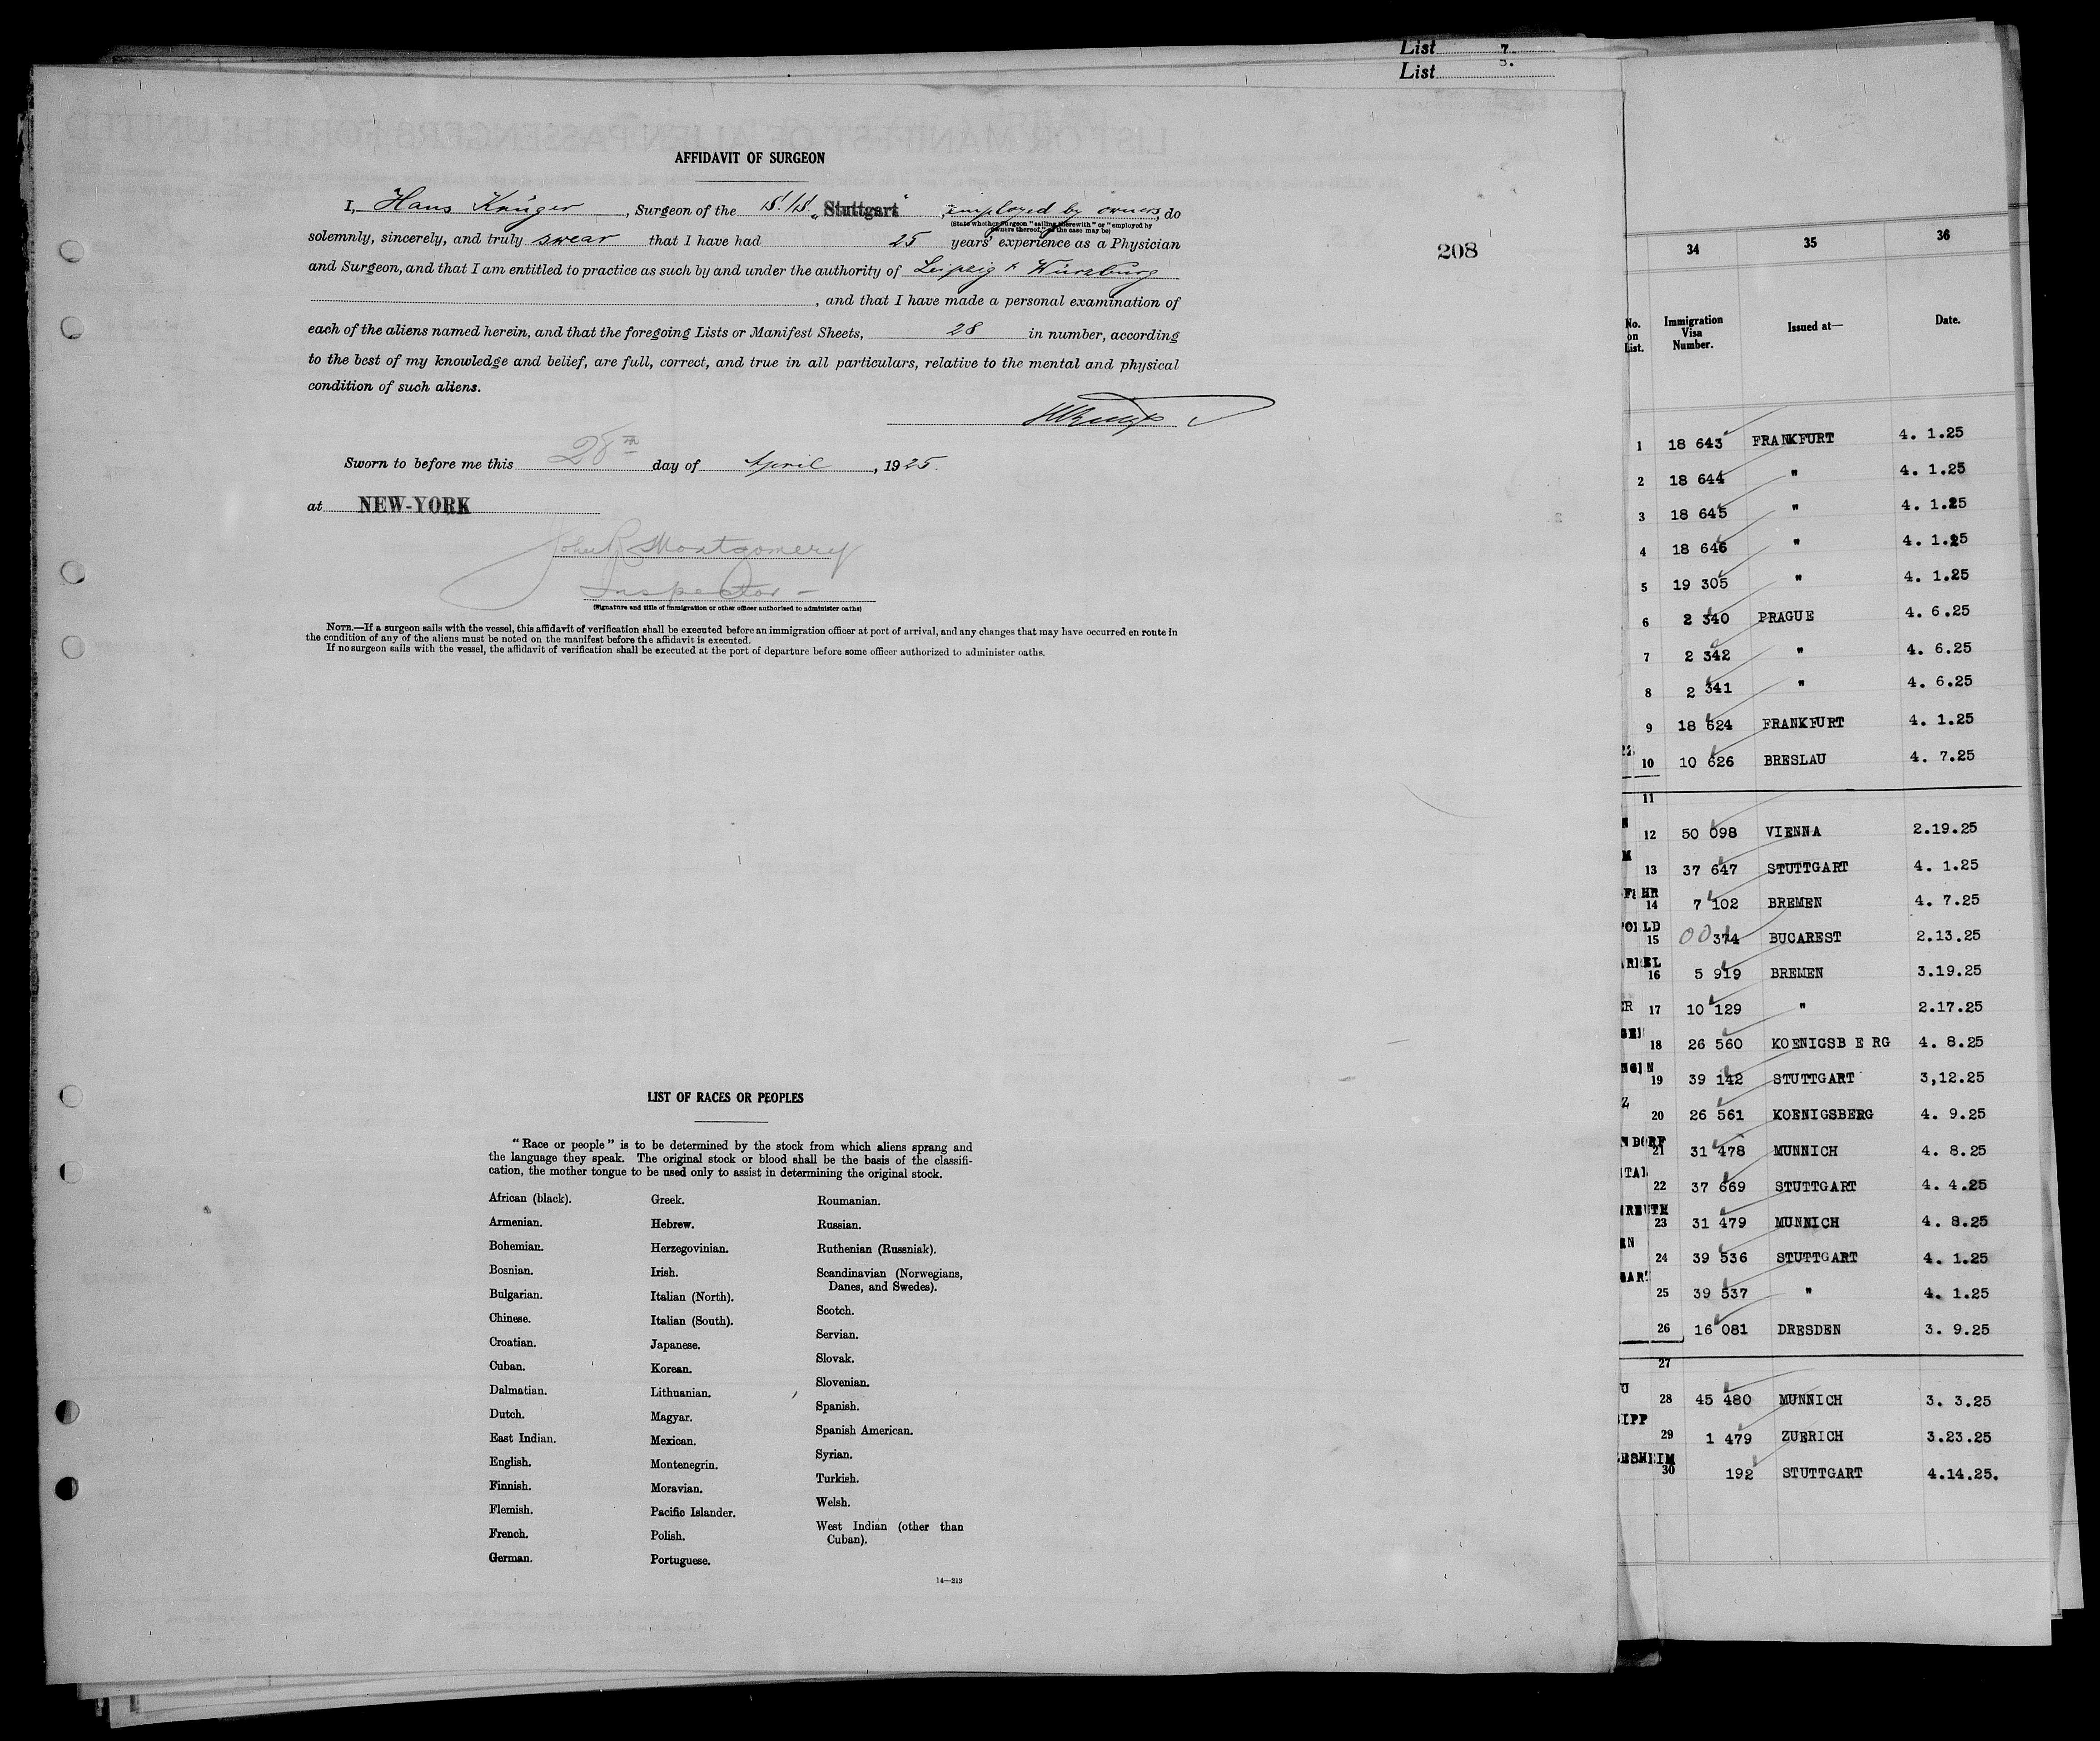 List 7.
List
AFFIDAVIT OF SURGEON
I, Hans Krüger, Surgeon of the S.S. „Stuttgart", employed by owners, do
(State whether surgeon "sailing therewith" or "employed by
owners thereof," as the case may be)
solemnly, sincerely, and truly swear that I have had 25 years' experience as a Physician
and Surgeon, and that I am entitled to practice as such by and under the authority of Leipzig & Würzburg
, and that I have made a personal examination of
each of the aliens named herein, and that the foregoing Lists or Manifest Sheets, 28 in number, according
to the best of my knowledge and belief, are full, correct, and true in all particulars, relative to the mental and physical
condition of such aliens.
Sworn to before me this 28th day of April, 1925.
at NEW-YORK
John R Montgomery
Inspector -
(Signature and title of immigration or other officer authorized to administer oaths)
NOTE.—If a surgeon sails with the vessel, this affidavit of verification shall be executed before an immigration officer at port of arrival, and any changes that may have occurred en route in
the condition of any of the aliens must be noted on the manifest before the affidavit is executed.
If no surgeon sails with the vessel, the affidavit of verification shall be executed at the port of departure before some officer authorized to administer oaths.
208
LIST OF RACES OR PEOPLES
"Race or people" is to be determined by the stock from which aliens sprang and
the language they speak. The original stock or blood shall be the basis of the classifi-
cation, the mother tongue to be used only to assist in determining the original stock.
African (black).
Armenian.
Bohemian.
Bosnian.
Bulgarian.
Chinese.
Croatian.
Cuban.
Dalmatian.
Dutch.
East Indian.
English.
Finnish.
Flemish.
French.
German.
Greek.
Hebrew.
Herzegovinian.
Irish.
Italian (North).
Italian (South).
Japanese.
Korean.
Lithuanian.
Magyar.
Mexican.
Montenegrin.
Moravian.
Pacific Islander.
Polish.
Portuguese.
Roumanian.
Russian.
Ruthenian (Russniak).
Scandinavian (Norwegians,
Danes, and Swedes).
Scotch.
Servian.
Slovak.
Slovenian.
Spanish.
Spanish American.
Syrian.
Turkish.
Welsh.
West Indian (other than
Cuban).
14—213
34 35 36
No. on List. Immigration Visa Number. Issued at— Date.
1 18 643 FRANKFURT 4. 1.25
2 18 644 " 4. 1.25
3 18 645 " 4. 1.25
4 18 646 " 4. 1.25
5 19 305 " 4. 1.25
6 2 340 PRAGUE 4. 6.25
7 2 342 " 4. 6.25
8 2 341 " 4. 6.25
9 18 624 FRANKFURT 4. 1.25
10 10 626 BRESLAU 4. 7.25
11
12 50 098 VIENNA 2.19.25
13 37 647 STUTTGART 4. 1.25
14 7 102 BREMEN 4. 7.25
15 00 374 BUCAREST 2.13.25
16 5 919 BREMEN 3.19.25
17 10 129 " 2.17.25
18 26 560 KOENIGSB E RG 4. 8.25
19 39 142 STUTTGART 3,12.25
20 26 561 KOENIGSBERG 4. 9.25
21 31 478 MUNNICH 4. 8.25
22 37 669 STUTTGART 4. 4.25
23 31 479 MUNNICH 4. 8.25
24 39 536 STUTTGART 4. 1.25
25 39 537 " 4. 1.25
26 16 081 DRESDEN 3. 9.25
27
28 45 480 MUNNICH 3. 3.25
29 1 479 ZUERICH 3.23.25
30 192 STUTTGART 4.14.25.